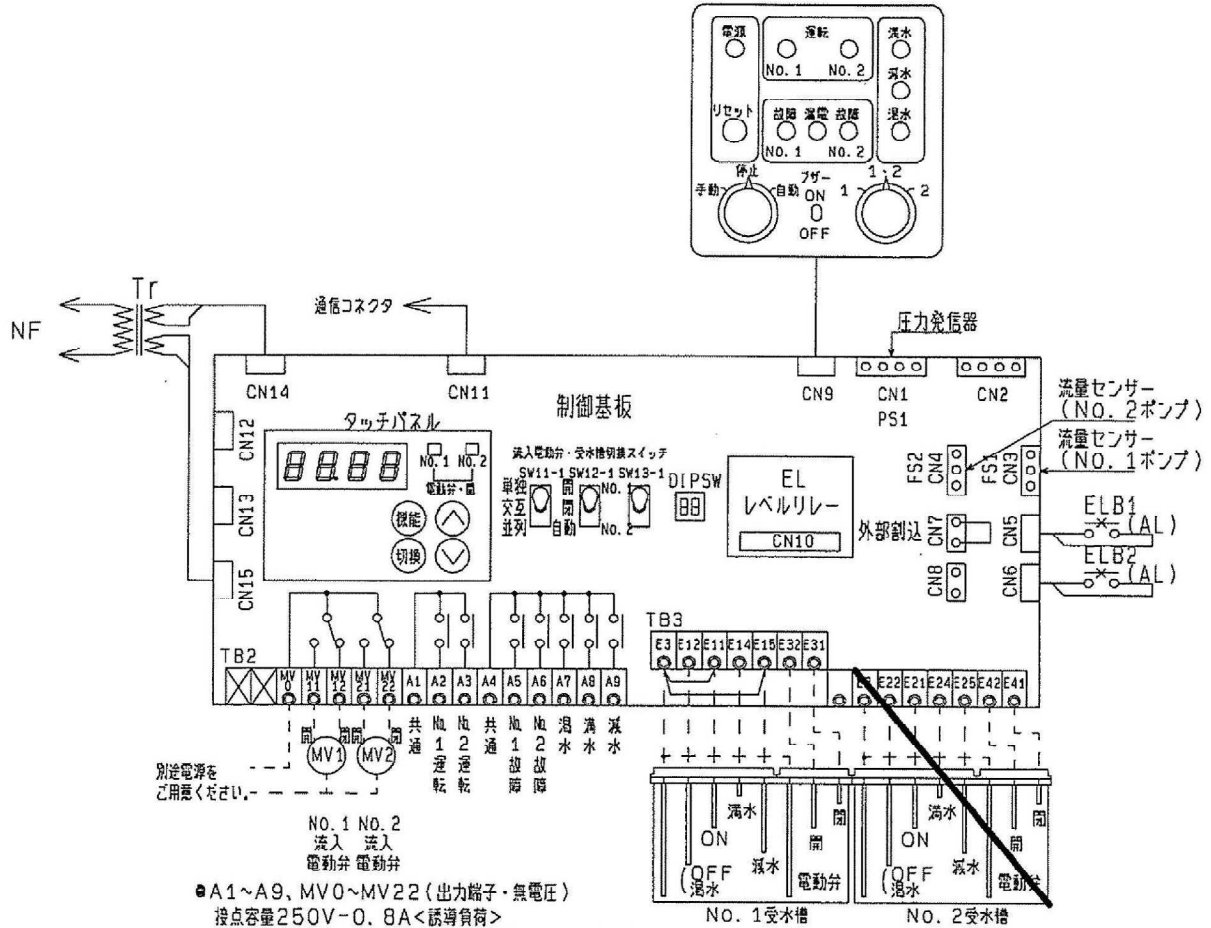 電源
運転
満水
No. 1 No. 2
減水
リセット
故障 漏電 故障
渇水
No. 1 No. 2
停止
手動 自動
ブザー
ON
OFF
1、2
1 2
Tr
NF
通信コネクタ
圧力発信器
CN14
CN11
CN9
CN1
PS1
CN2
制御基板
流量センサー
(NO. 2ポンプ)
流量センサー
(NO. 1ポンプ)
CN12
CN13
CN15
タッチパネル
88.88
No. 1 No. 2
電動弁・開
機能
切換
流入電動弁・受水槽切換スイッチ
SW11-1 SW12-1 SW13-1
単独 開 No. 1
交互 閉
並列 自動 No. 2
DIPSW
EL
レベルリレー
CN10
外部割込
FS2
CN4
FS1
CN3
CN7
CN5
CN8
CN6
ELB1
(AL)
ELB2
(AL)
TB2
MV0 MV11 MV12 MV21 MV22 A1 A2 A3 A4 A5 A6 A7 A8 A9
TB3
E3 E12 E11 E14 E15 E32 E31
E22 E21 E24 E25 E42 E41
開 閉 開 閉
MV1 MV2
共通
No. 1運転
No. 2運転
共通
No. 1故障
No. 2故障
渇水
満水
減水
別途電源を
ご用意ください。
NO. 1 NO. 2
流入 流入
電動弁 電動弁
満水
ON
(OFF
渇水
減水
電動弁
開
閉
No. 1受水槽
満水
ON
(OFF
渇水
減水
電動弁
開
閉
No. 2受水槽
●A1~A9、MV0~MV22(出力端子・無電圧)
接点容量250V-0. 8A<誘導負荷>